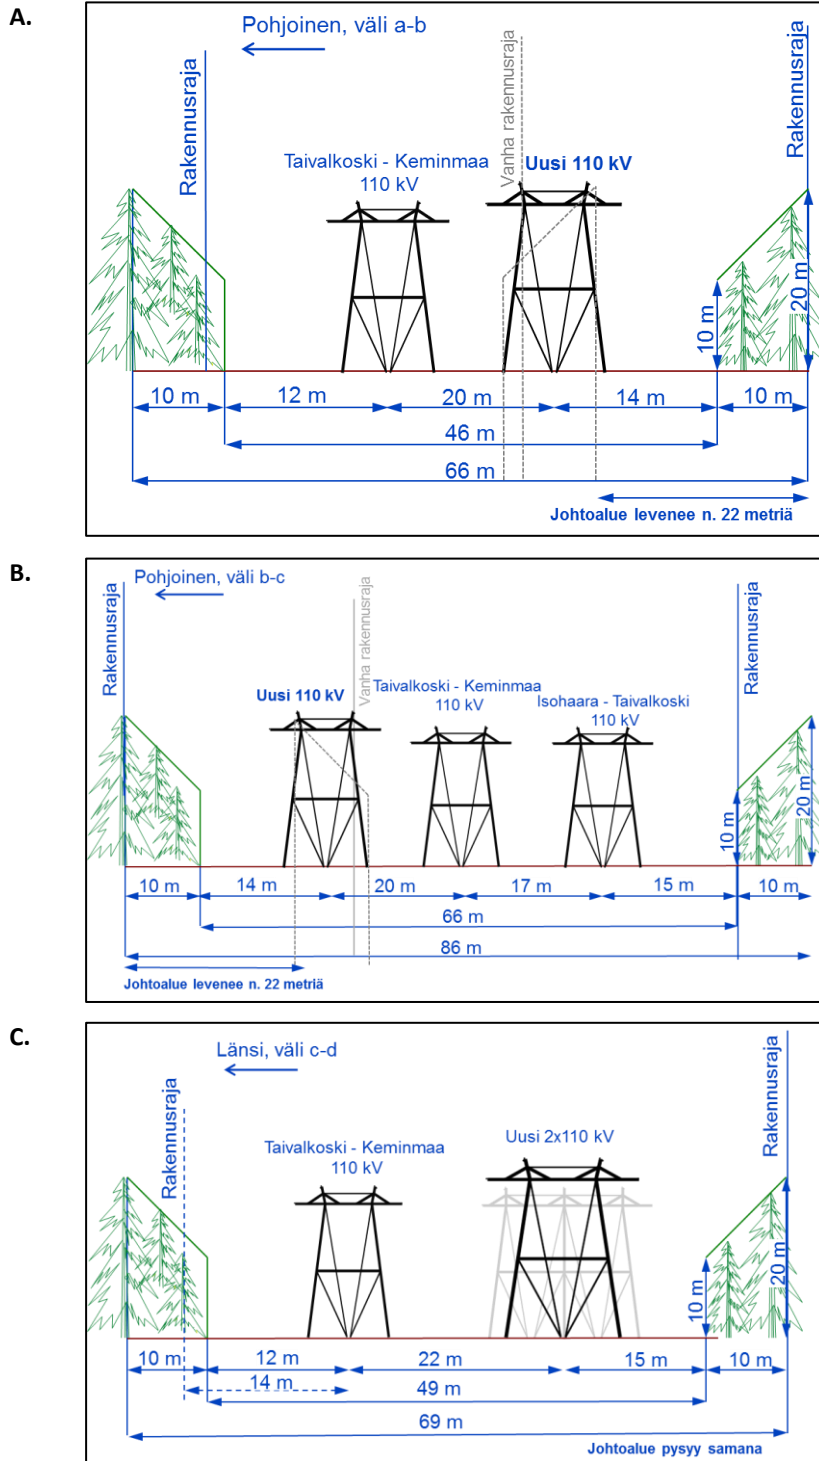 A.
Pohjoinen, väli a-b
Rakennusraja
Vanha rakennusraja
Rakennusraja
Taivalkoski - Keminmaa
110 kV
Uusi 110 kV
10 m
20 m
10 m
12 m
20 m
14 m
10 m
46 m
66 m
Johtoalue levenee n. 22 metriä
B.
Pohjoinen, väli b-c
Rakennusraja
Vanha rakennusraja
Rakennusraja
Uusi 110 kV
Taivalkoski - Keminmaa
110 kV
Isohaara - Taivalkoski
110 kV
10 m
20 m
10 m
14 m
20 m
17 m
15 m
10 m
66 m
86 m
Johtoalue levenee n. 22 metriä
C.
Länsi, väli c-d
Rakennusraja
Rakennusraja
Taivalkoski - Keminmaa
110 kV
Uusi 2x110 kV
10 m
20 m
10 m
12 m
22 m
15 m
10 m
14 m
49 m
69 m
Johtoalue pysyy samana